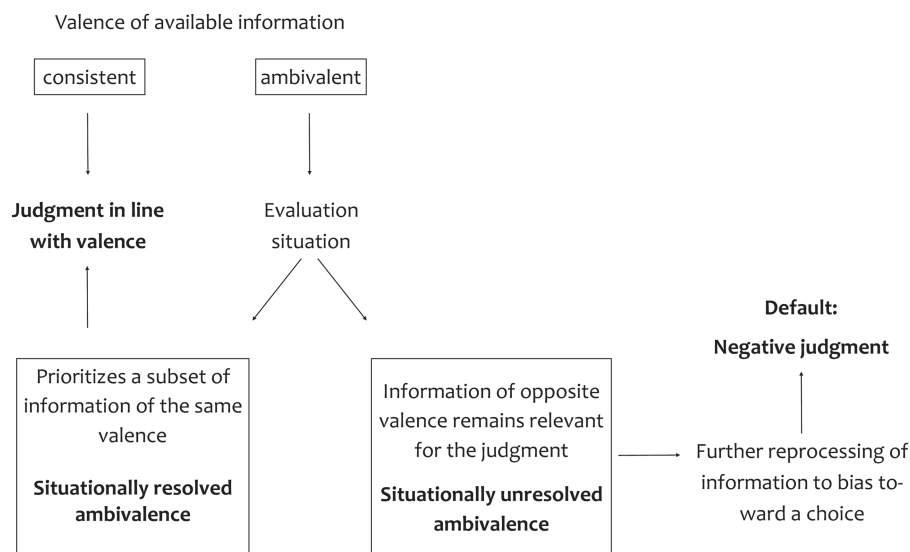 Valence of available information
consistent
ambivalent
Judgment in line
with valence
Evaluation
situation
Prioritizes a subset of
information of the same
valence
Situationally resolved
ambivalence
Information of opposite
valence remains relevant
for the judgment
Situationally unresolved
ambivalence
Further reprocessing of
information to bias to-
ward a choice
Default:
Negative judgment